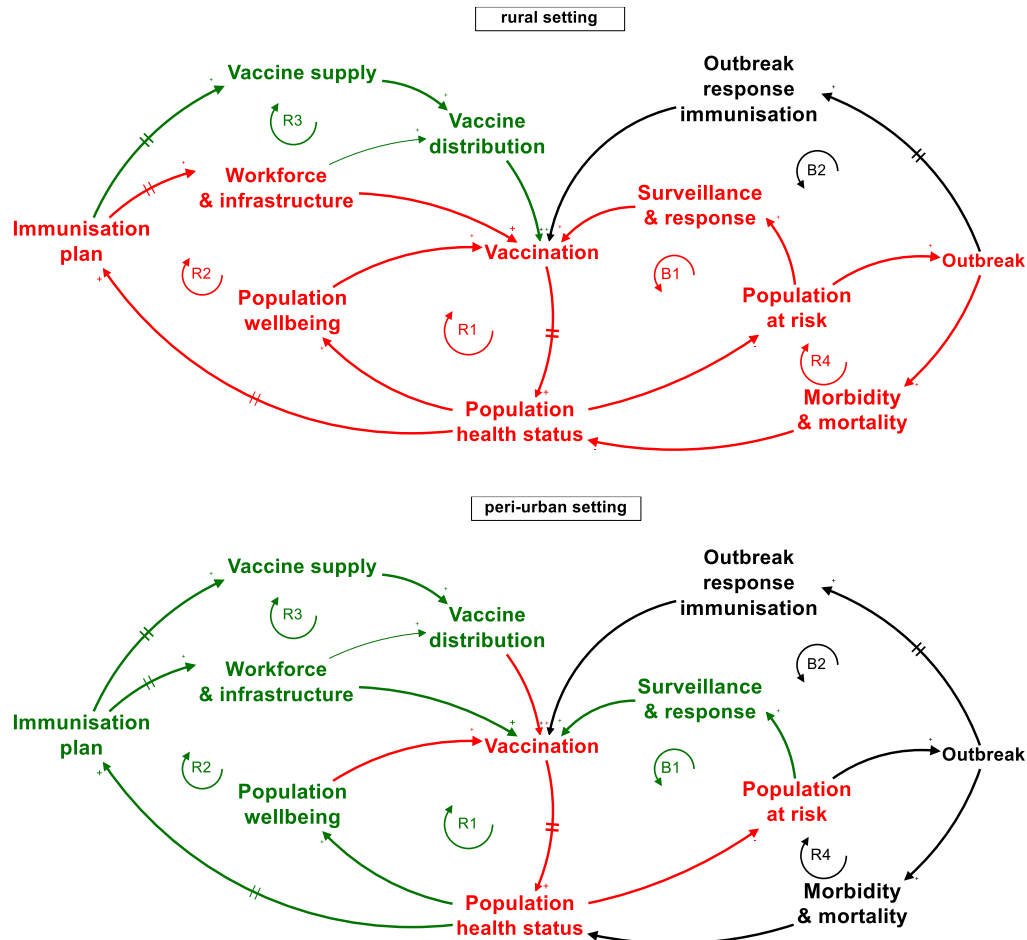 rural setting
Vaccine supply
Outbreak
response
immunisation
R3
Vaccine
distribution
B2
Workforce
& infrastructure
Surveillance
& response
Immunisation
plan
Vaccination
Outbreak
R2
B1
Population
wellbeing
Population
at risk
R1
R4
Morbidity
& mortality
Population
health status
peri-urban setting
Vaccine supply
Outbreak
response
immunisation
R3
Vaccine
distribution
B2
Workforce
& infrastructure
Surveillance
& response
Immunisation
plan
Vaccination
Outbreak
R2
B1
Population
wellbeing
Population
at risk
R1
R4
Morbidity
& mortality
Population
health status